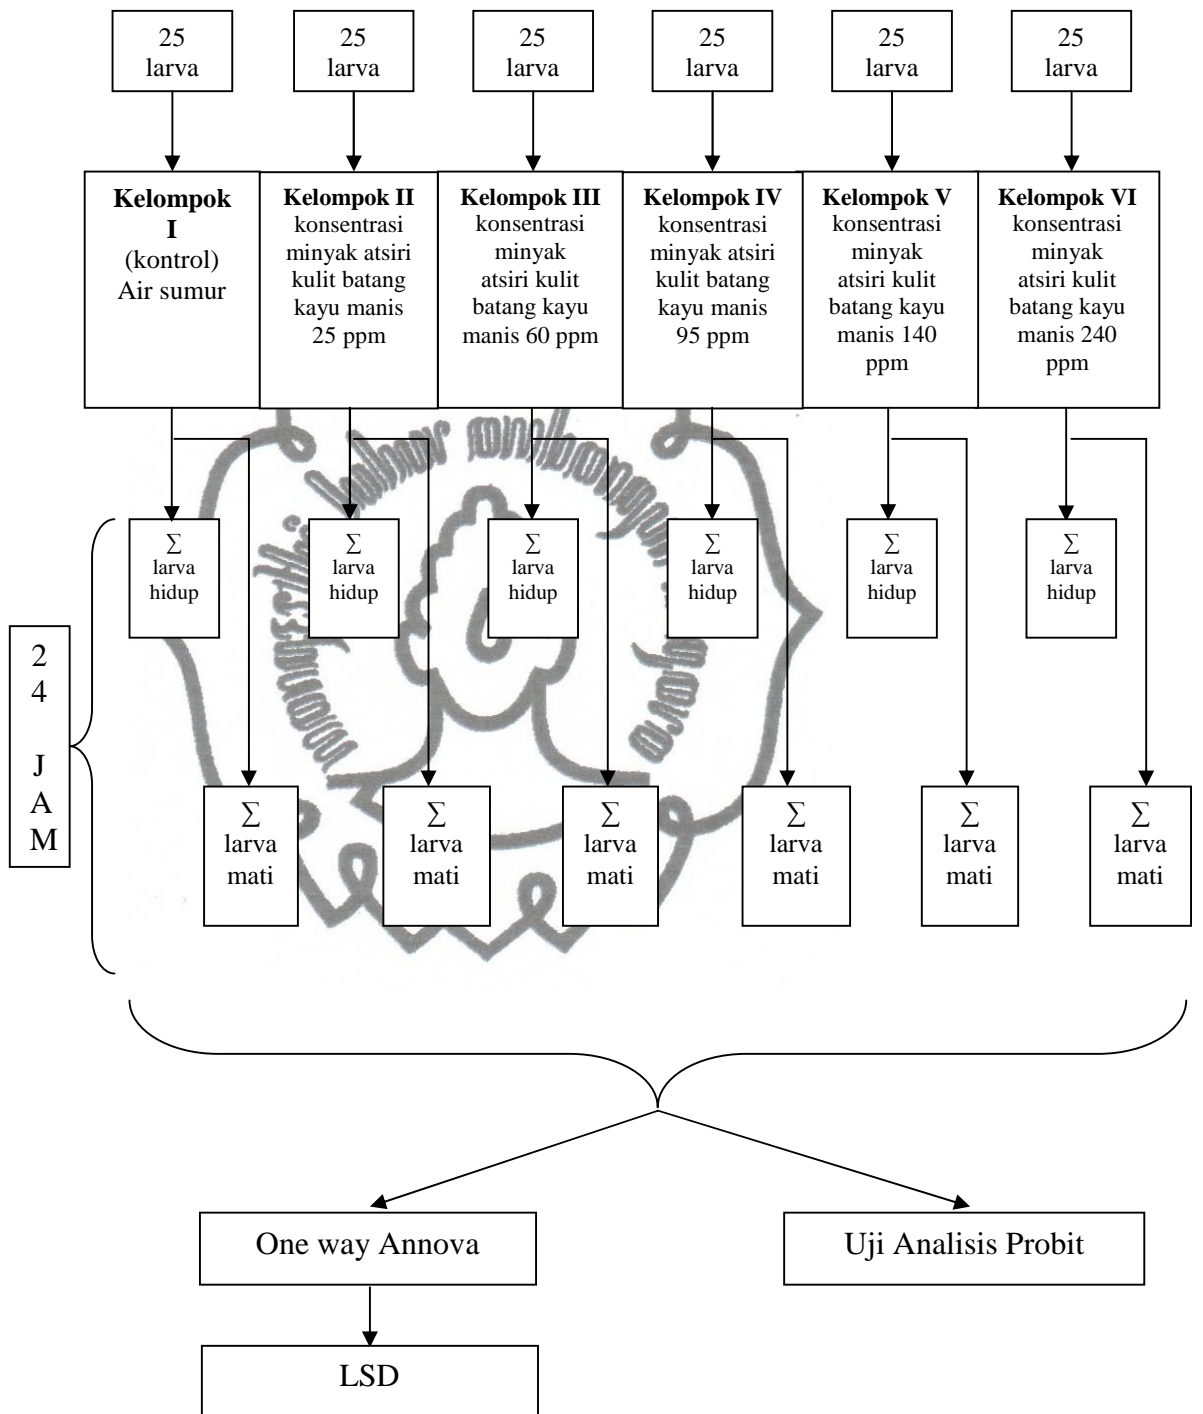 25
larva
25
larva
25
larva
25
larva
25
larva
25
larva
Kelompok
I
(kontrol)
Air sumur
Kelompok II
konsentrasi
minyak atsiri
kulit batang
kayu manis
25 ppm
Kelompok III
konsentrasi
minyak
atsiri kulit
batang kayu
manis 60 ppm
Kelompok IV
konsentrasi
minyak atsiri
kulit batang
kayu manis
95 ppm
Kelompok V
konsentrasi
minyak
atsiri kulit
batang kayu
manis 140
ppm
Kelompok VI
konsentrasi
minyak
atsiri kulit
batang kayu
manis 240
ppm
∑
larva
hidup
∑
larva
hidup
∑
larva
hidup
∑
larva
hidup
∑
larva
hidup
∑
larva
hidup
2
4
J
A
M
∑
larva
mati
∑
larva
mati
∑
larva
mati
∑
larva
mati
∑
larva
mati
∑
larva
mati
One way Annova
Uji Analisis Probit
LSD